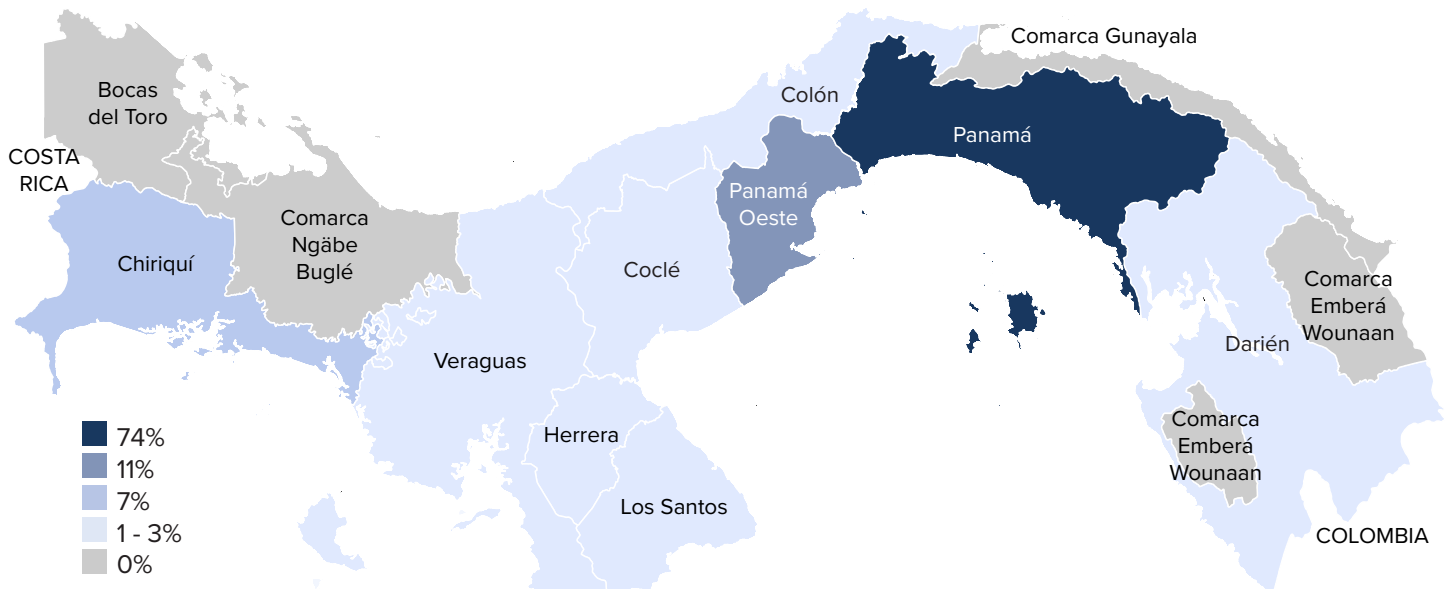 Comarca Gunayala
Bocas
del Toro
Colón
Panamá
COSTA
RICA
Panamá
Oeste
Comarca
Ngäbe
Buglé
Chiriquí
Coclé
Comarca
Emberá
Wounaan
Darién
Veraguas
Comarca
Emberá
Wounaan
Herrera
Los Santos
COLOMBIA
74%
11%
7%
1 - 3%
0%